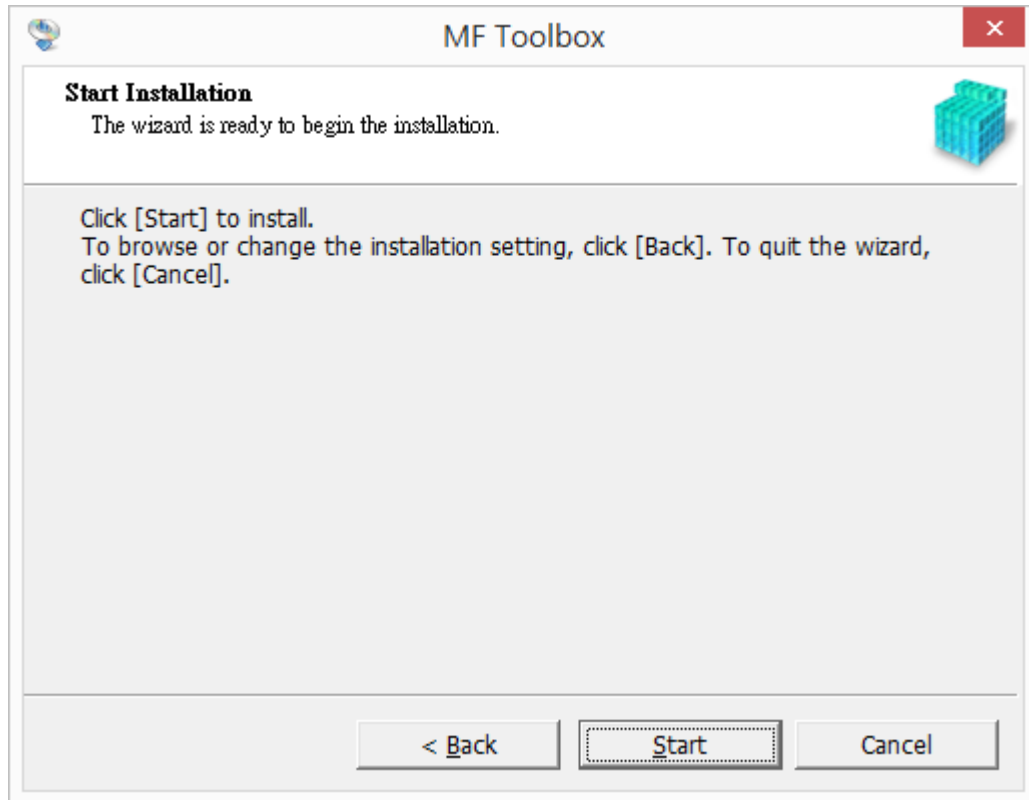 MF Toolbox
Start Installation
The wizard is ready to begin the installation.
Click [Start] to install.
To browse or change the installation setting, click [Back]. To quit the wizard,
click [Cancel].
< Back
Start
Cancel